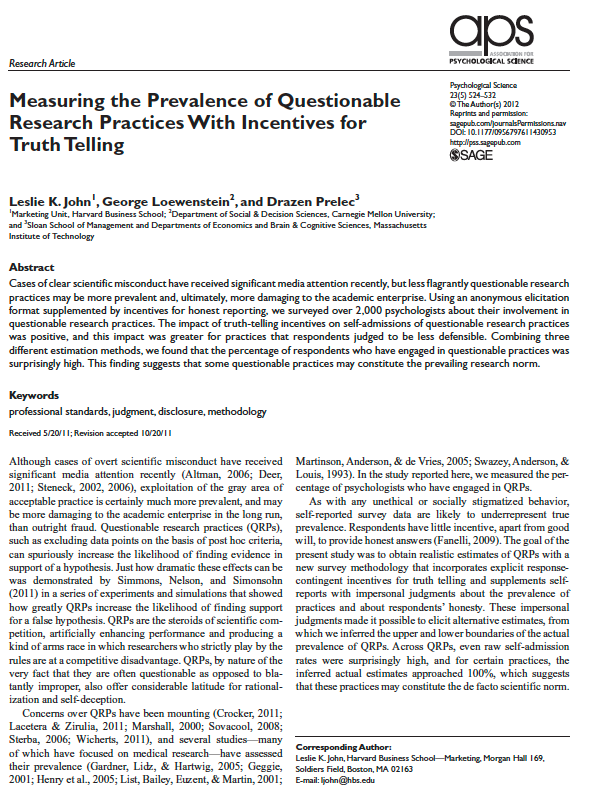 aps
ASSOCIATION FOR
PSYCHOLOGICAL SCIENCE
Research Article
Measuring the Prevalence of Questionable
Research Practices With Incentives for
Truth Telling
Psychological Science
23(5) 524–532
© The Author(s) 2012
Reprints and permission:
sagepub.com/journalsPermissions.nav
DOI: 10.1177/0956797611430953
http://pss.sagepub.com
SAGE
Leslie K. John1, George Loewenstein2, and Drazen Prelec3
1Marketing Unit, Harvard Business School; 2Department of Social & Decision Sciences, Carnegie Mellon University;
and 3Sloan School of Management and Departments of Economics and Brain & Cognitive Sciences, Massachusetts
Institute of Technology
Abstract
Cases of clear scientific misconduct have received significant media attention recently, but less flagrantly questionable research
practices may be more prevalent and, ultimately, more damaging to the academic enterprise. Using an anonymous elicitation
format supplemented by incentives for honest reporting, we surveyed over 2,000 psychologists about their involvement in
questionable research practices. The impact of truth-telling incentives on self-admissions of questionable research practices
was positive, and this impact was greater for practices that respondents judged to be less defensible. Combining three
different estimation methods, we found that the percentage of respondents who have engaged in questionable practices was
surprisingly high. This finding suggests that some questionable practices may constitute the prevailing research norm.
Keywords
professional standards, judgment, disclosure, methodology
Received 5/20/11; Revision accepted 10/20/11
Although cases of overt scientific misconduct have received
significant media attention recently (Altman, 2006; Deer,
2011; Steneck, 2002, 2006), exploitation of the gray area of
acceptable practice is certainly much more prevalent, and may
be more damaging to the academic enterprise in the long run,
than outright fraud. Questionable research practices (QRPs),
such as excluding data points on the basis of post hoc criteria,
can spuriously increase the likelihood of finding evidence in
support of a hypothesis. Just how dramatic these effects can be
was demonstrated by Simmons, Nelson, and Simonsohn
(2011) in a series of experiments and simulations that showed
how greatly QRPs increase the likelihood of finding support
for a false hypothesis. QRPs are the steroids of scientific com-
petition, artificially enhancing performance and producing a
kind of arms race in which researchers who strictly play by the
rules are at a competitive disadvantage. QRPs, by nature of the
very fact that they are often questionable as opposed to bla-
tantly improper, also offer considerable latitude for rational-
ization and self-deception.
Concerns over QRPs have been mounting (Crocker, 2011;
Lacetera & Zirulia, 2011; Marshall, 2000; Sovacool, 2008;
Sterba, 2006; Wicherts, 2011), and several studies—many
of which have focused on medical research—have assessed
their prevalence (Gardner, Lidz, & Hartwig, 2005; Geggie,
2001; Henry et al., 2005; List, Bailey, Euzent, & Martin, 2001;
Martinson, Anderson, & de Vries, 2005; Swazey, Anderson, &
Louis, 1993). In the study reported here, we measured the per-
centage of psychologists who have engaged in QRPs.
As with any unethical or socially stigmatized behavior,
self-reported survey data are likely to underrepresent true
prevalence. Respondents have little incentive, apart from good
will, to provide honest answers (Fanelli, 2009). The goal of the
present study was to obtain realistic estimates of QRPs with a
new survey methodology that incorporates explicit response-
contingent incentives for truth telling and supplements self-
reports with impersonal judgments about the prevalence of
practices and about respondents’ honesty. These impersonal
judgments made it possible to elicit alternative estimates, from
which we inferred the upper and lower boundaries of the actual
prevalence of QRPs. Across QRPs, even raw self-admission
rates were surprisingly high, and for certain practices, the
inferred actual estimates approached 100%, which suggests
that these practices may constitute the de facto scientific norm.
Corresponding Author:
Leslie K. John, Harvard Business School—Marketing, Morgan Hall 169,
Soldiers Field, Boston, MA 02163
E-mail: ljohn@hbs.edu